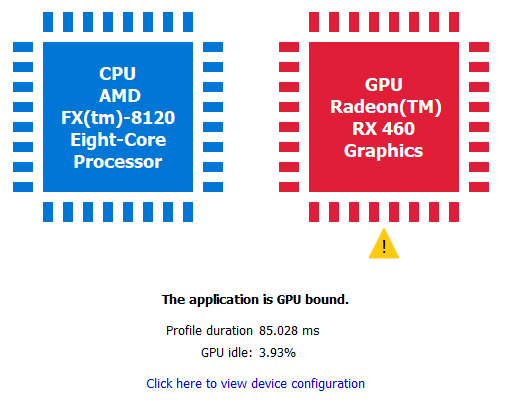 CPU
AMD
FX(tm)-8120
Eight-Core
Processor
GPU
Radeon(TM)
RX 460
Graphics
!
The application is GPU bound.
Profile duration 85.028 ms
GPU idle: 3.93%
Click here to view device configuration